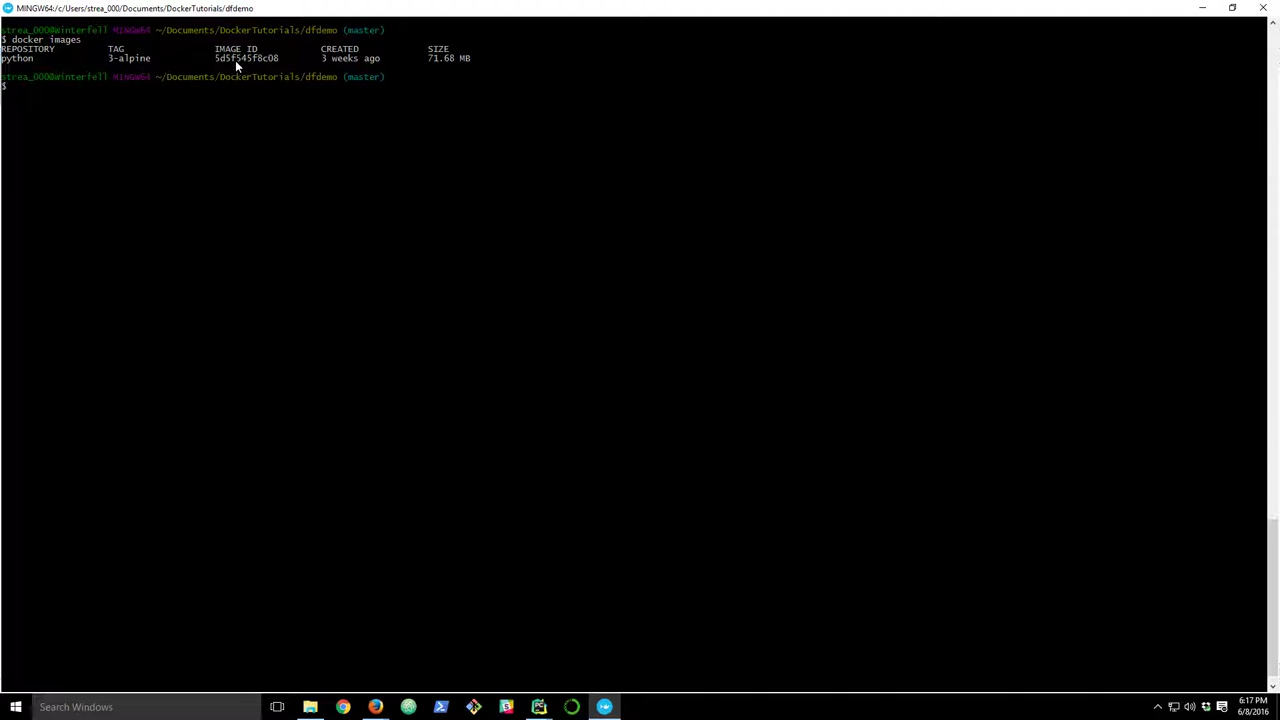 MINGW64:/c/Users/strea_000/Documents/DockerTutorials/dfdemo
strea_000@Winterfell MINGW64 ~/Documents/DockerTutorials/dfdemo (master)
$ docker images
REPOSITORY TAG IMAGE ID CREATED SIZE
python 3-alpine 5d5f545f8c08 3 weeks ago 71.68 MB
strea_000@Winterfell MINGW64 ~/Documents/DockerTutorials/dfdemo (master)
$
Search Windows
6:17 PM
6/8/2016